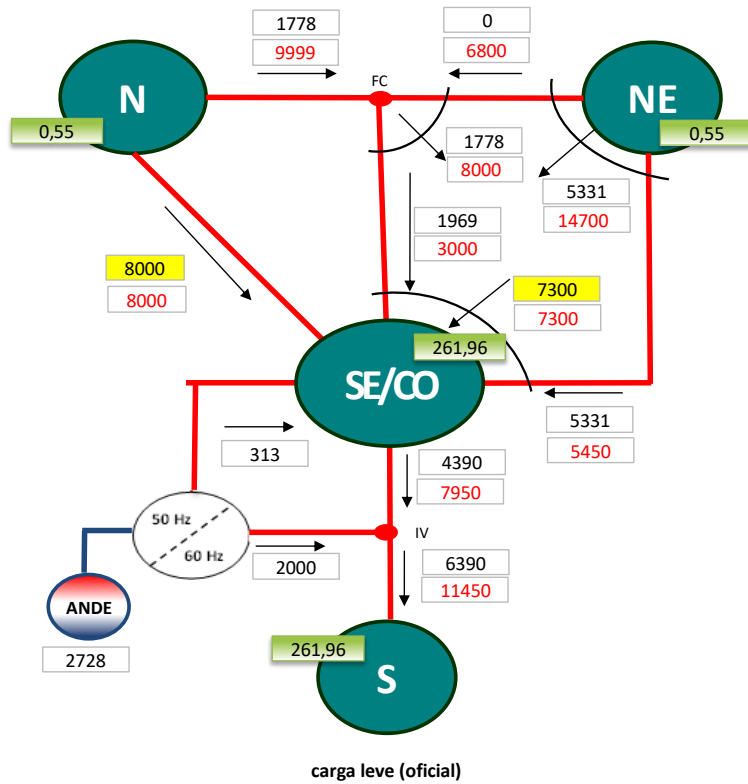 1778
9999
0
6800
FC
N
NE
0,55
0,55
1778
8000
5331
14700
1969
3000
8000
8000
7300
7300
261,96
SE/CO
313
5331
5450
4390
7950
50 Hz
60 Hz
IV
2000
6390
11450
ANDE
2728
261,96
S
carga leve (oficial)